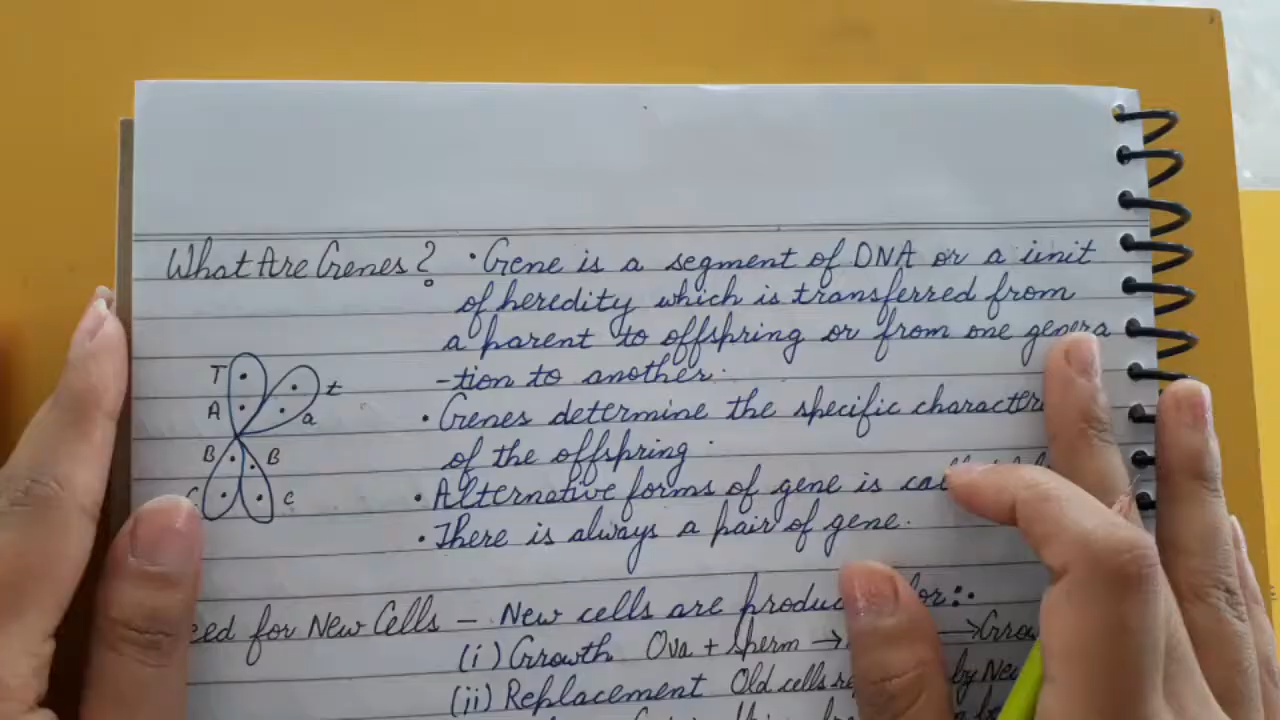 What Are Genes? • Gene is a segment of DNA or a unit
of heredity which is transferred from
a parent to offspring or from one genera
-tion to another.
• Genes determine the specific character
of the offspring.
• Alternative forms of gene is
• There is always a pair of gene.
T t
A a
B B
C c
for New Cells – New cells are for:-
(i) Growth Ova + Sperm →
(ii) Replacement Old cells by